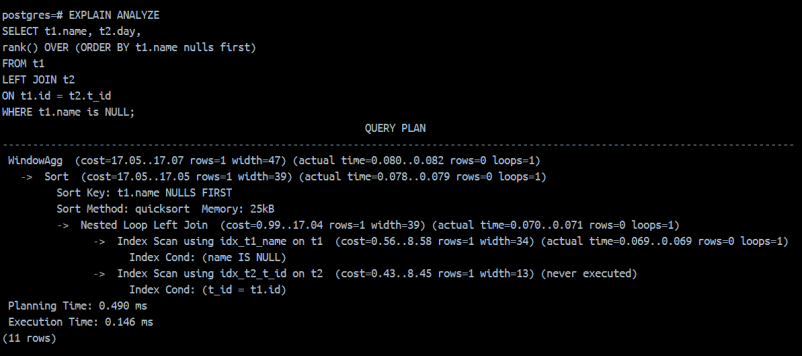 postgres=# EXPLAIN ANALYZE
SELECT t1.name, t2.day,
rank() OVER (ORDER BY t1.name nulls first)
FROM t1
LEFT JOIN t2
ON t1.id = t2.t_id
WHERE t1.name is NULL;
QUERY PLAN
-----------------------------------------------------------------------------------------------------------------------------------
WindowAgg  (cost=17.05..17.07 rows=1 width=47) (actual time=0.080..0.082 rows=0 loops=1)
  ->  Sort  (cost=17.05..17.05 rows=1 width=39) (actual time=0.078..0.079 rows=0 loops=1)
        Sort Key: t1.name NULLS FIRST
        Sort Method: quicksort  Memory: 25kB
        ->  Nested Loop Left Join  (cost=0.99..17.04 rows=1 width=39) (actual time=0.070..0.071 rows=0 loops=1)
              ->  Index Scan using idx_t1_name on t1  (cost=0.56..8.58 rows=1 width=34) (actual time=0.069..0.069 rows=0 loops=1)
                    Index Cond: (name IS NULL)
              ->  Index Scan using idx_t2_t_id on t2  (cost=0.43..8.45 rows=1 width=13) (never executed)
                    Index Cond: (t_id = t1.id)
Planning Time: 0.490 ms
Execution Time: 0.146 ms
(11 rows)